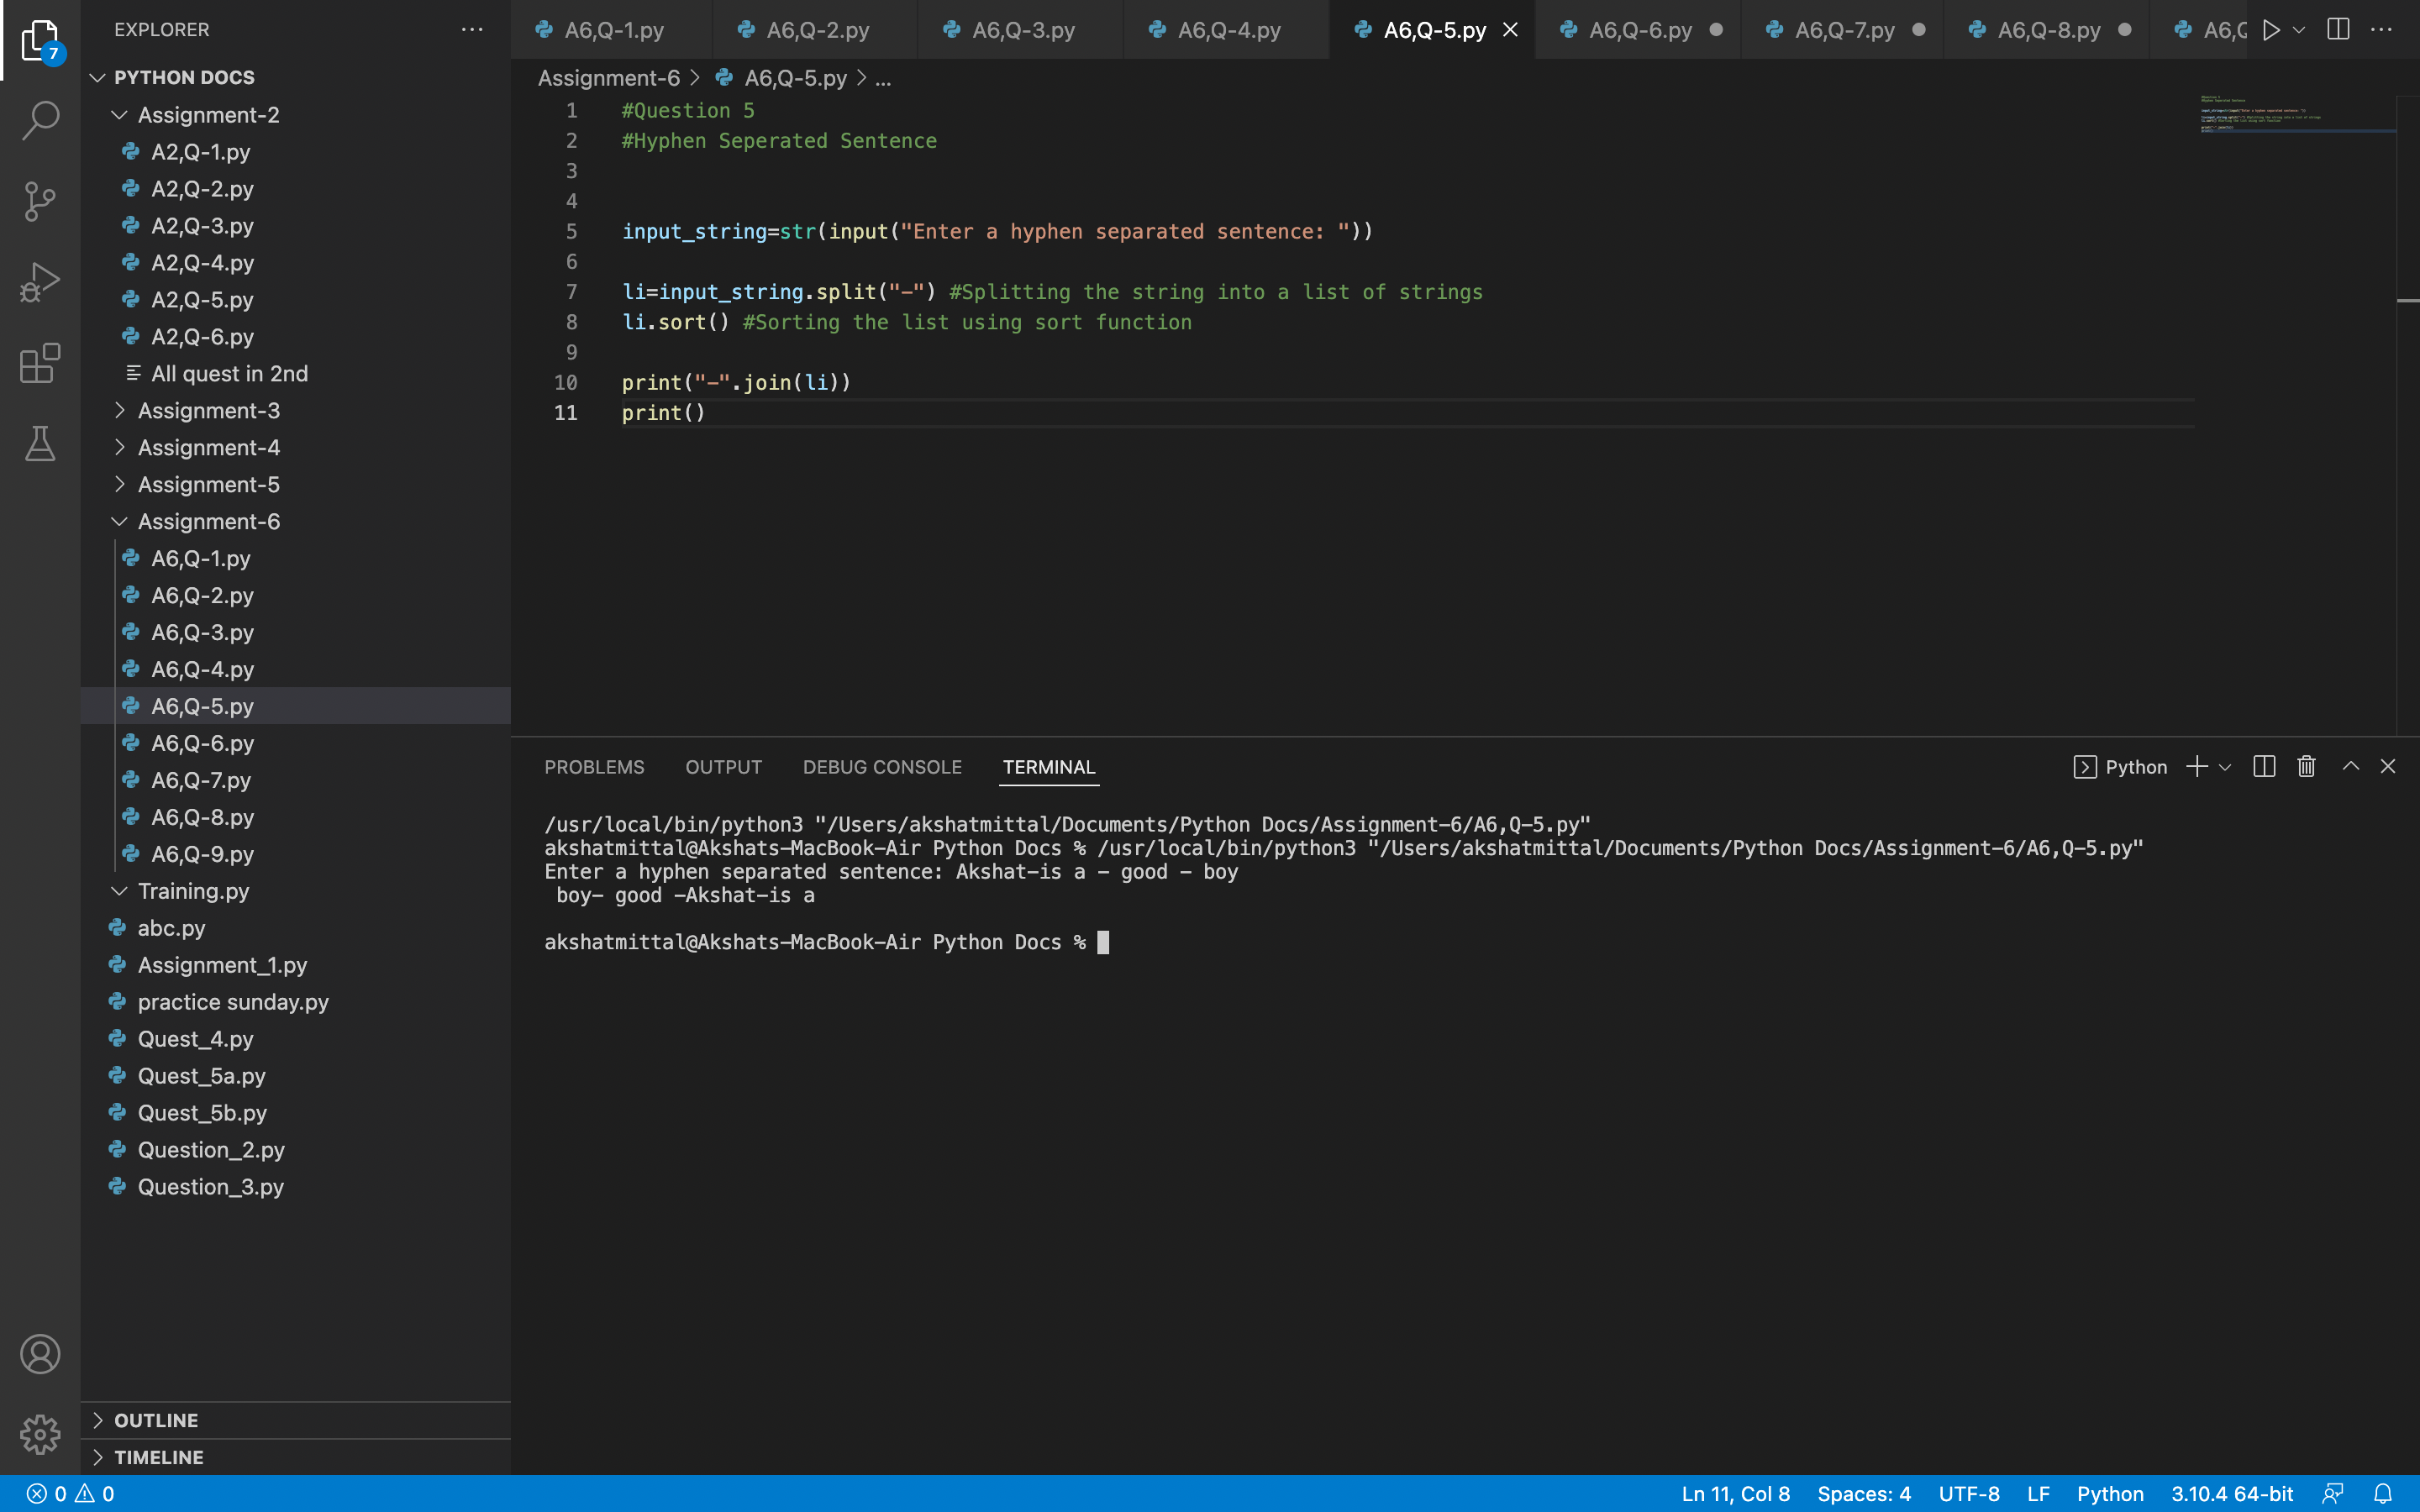 EXPLORER
7
PYTHON DOCS
Assignment-2
A2,Q-1.py
A2,Q-2.py
A2,Q-3.py
A2,Q-4.py
A2,Q-5.py
A2,Q-6.py
All quest in 2nd
Assignment-3
Assignment-4
Assignment-5
Assignment-6
A6,Q-1.py
A6,Q-2.py
A6,Q-3.py
A6,Q-4.py
A6,Q-5.py
A6,Q-6.py
A6,Q-7.py
A6,Q-8.py
A6,Q-9.py
Training.py
abc.py
Assignment_1.py
practice sunday.py
Quest_4.py
Quest_5a.py
Quest_5b.py
Question_2.py
Question_3.py
OUTLINE
TIMELINE
A6,Q-1.py A6,Q-2.py A6,Q-3.py A6,Q-4.py A6,Q-5.py A6,Q-6.py A6,Q-7.py A6,Q-8.py
Assignment-6 > A6,Q-5.py > ...
1 #Question 5
2 #Hyphen Seperated Sentence
3
4
5 input_string=str(input("Enter a hyphen separated sentence: "))
6
7 li=input_string.split("-") #Splitting the string into a list of strings
8 li.sort() #Sorting the list using sort function
9
10 print("-".join(li))
11 print()
PROBLEMS OUTPUT DEBUG CONSOLE TERMINAL Python
/usr/local/bin/python3 "/Users/akshatmittal/Documents/Python Docs/Assignment-6/A6,Q-5.py"
akshatmittal@Akshats-MacBook-Air Python Docs % /usr/local/bin/python3 "/Users/akshatmittal/Documents/Python Docs/Assignment-6/A6,Q-5.py"
Enter a hyphen separated sentence: Akshat-is a - good - boy
 boy- good -Akshat-is a
akshatmittal@Akshats-MacBook-Air Python Docs %
0 0 Ln 11, Col 8 Spaces: 4 UTF-8 LF Python 3.10.4 64-bit